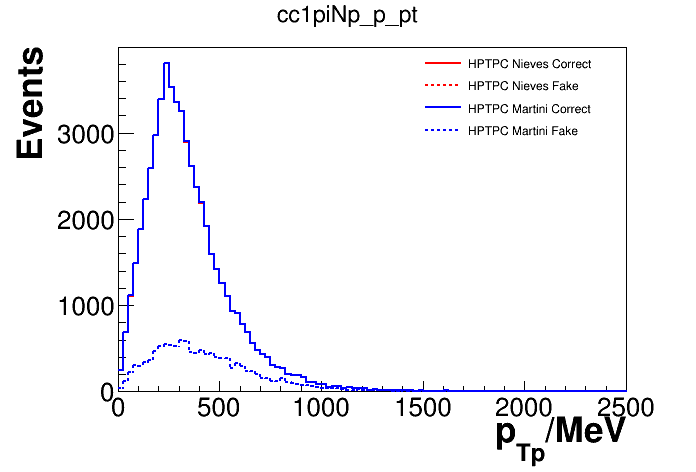 cc1piNp_p_pt
Events
HPTPC Nieves Correct
HPTPC Nieves Fake
HPTPC Martini Correct
HPTPC Martini Fake
3000
2000
1000
0
0 500 1000 1500 2000 2500
pTp/MeV